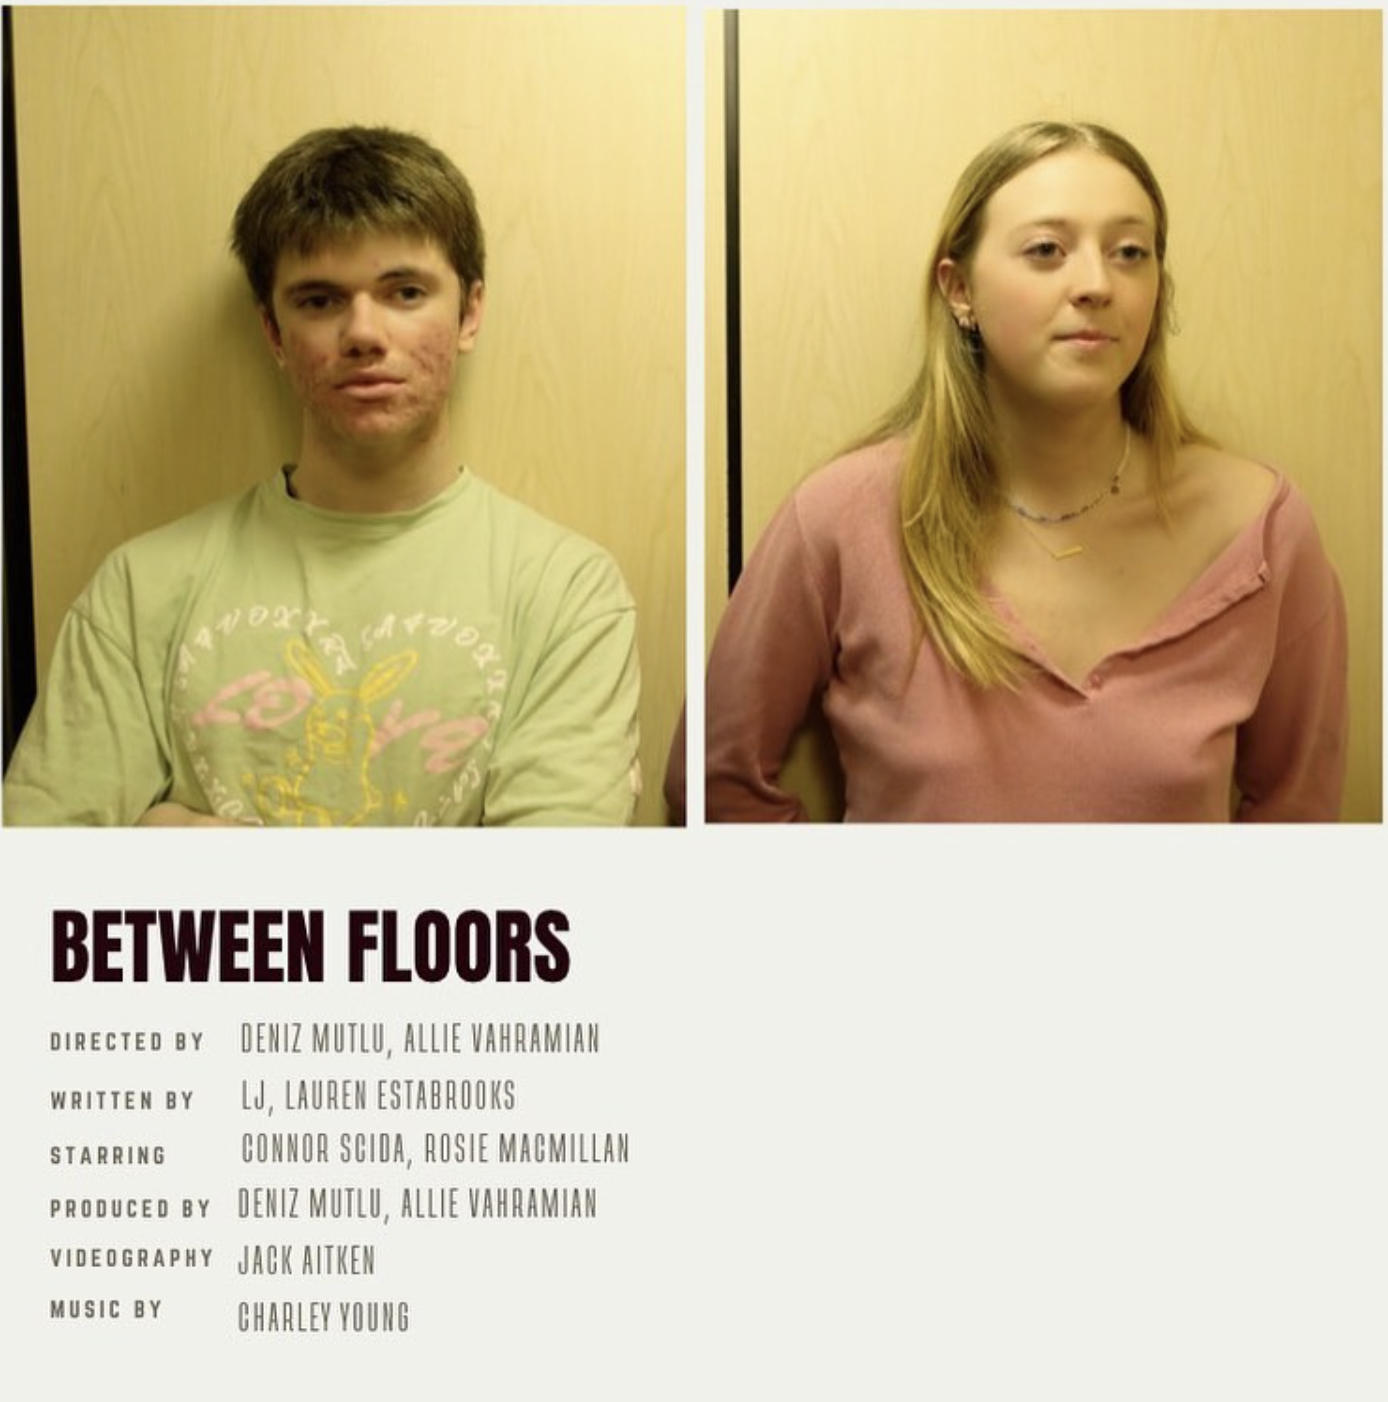 LOVE
BETWEEN FLOORS
DIRECTED BY DENIZ MUTLU, ALLIE VAHRAMIAN
WRITTEN BY LJ, LAUREN ESTABROOKS
STARRING CONNOR SCIDA, ROSIE MACMILLAN
PRODUCED BY DENIZ MUTLU, ALLIE VAHRAMIAN
VIDEOGRAPHY JACK AITKEN
MUSIC BY CHARLEY YOUNG